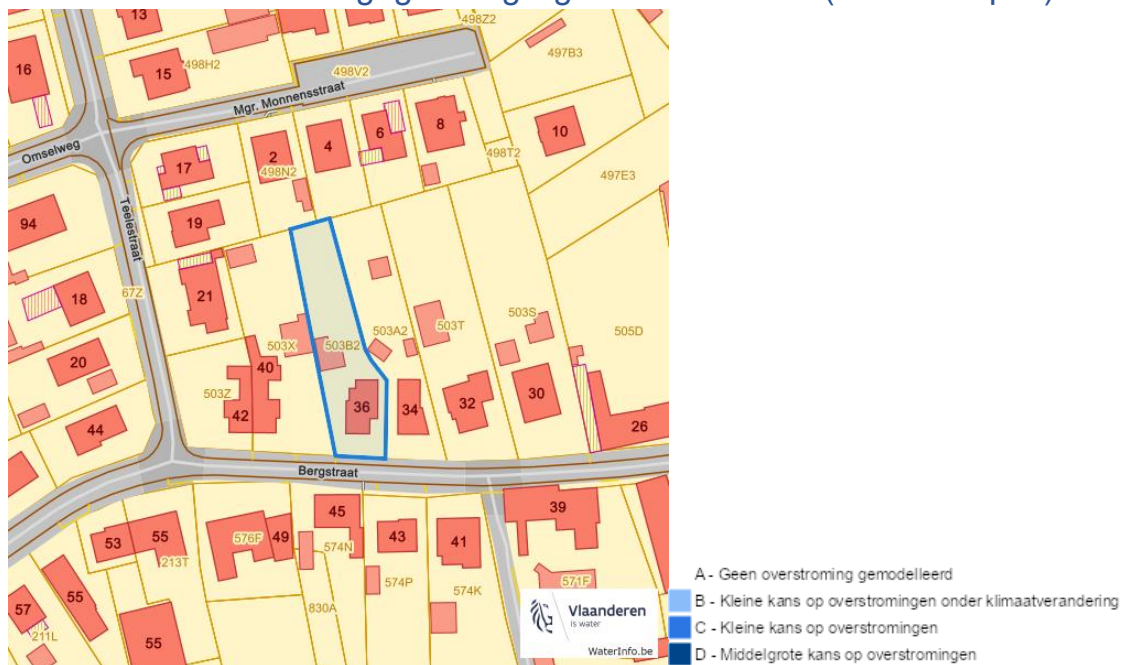 13
498Z2
497B3
16
15
498H2
498V2
Mgr. Monnensstraat
Omselweg
17
2
498N2
4
6
8
498T2
10
497E3
94
Teelestraat
19
67Z
18
21
503X
503B2
503A2
503T
503S
505D
20
40
503Z
42
36
34
32
30
26
44
Bergstraat
53
55
213T
576F
49
45
574N
43
574P
41
574K
39
571F
57
55
211L
55
830A
Vlaanderen
is water
WaterInfo.be
A - Geen overstroming gemodelleerd
B - Kleine kans op overstromingen onder klimaatverandering
C - Kleine kans op overstromingen
D - Middelgrote kans op overstromingen